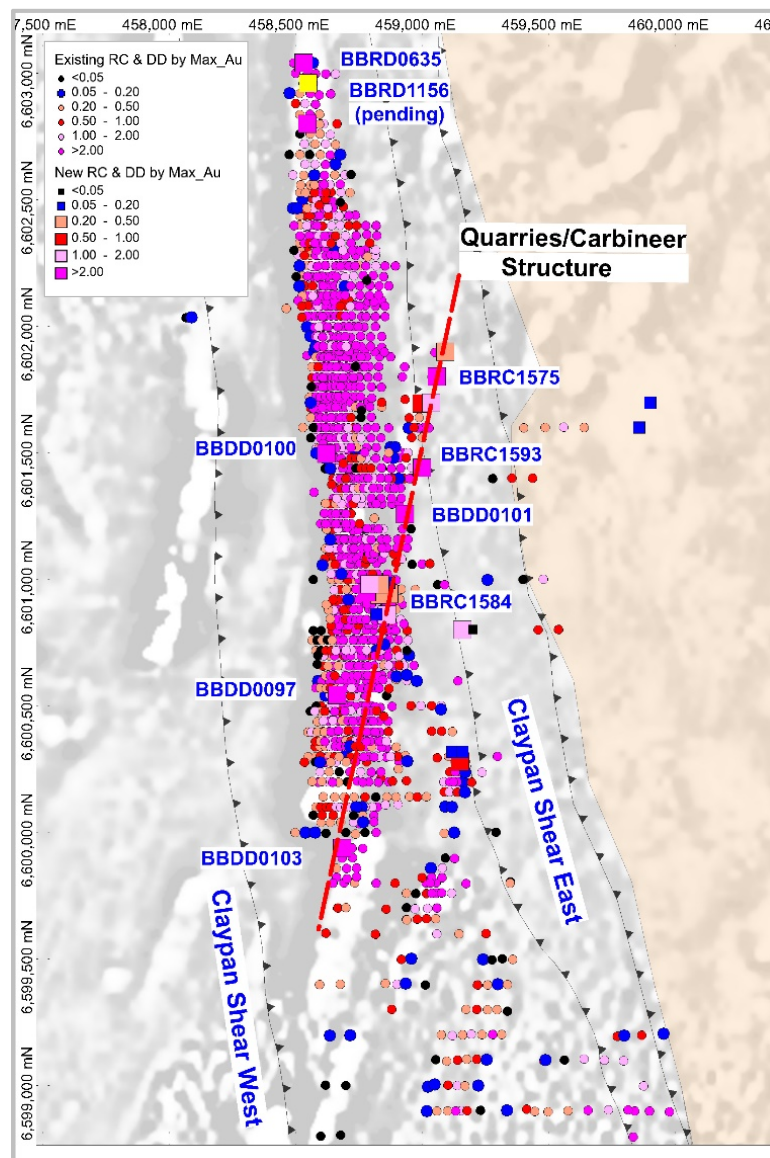 7,500 mE
458,000 mE
458,500 mE
459,000 mE
459,500 mE
460,000 mE
46
6,603,000 mN
6,602,500 mN
6,602,000 mN
6,601,500 mN
6,601,000 mN
6,600,500 mN
6,600,000 mN
6,599,500 mN
6,599,000 mN
Existing RC & DD by Max_Au
<0.05
0.05 - 0.20
0.20 - 0.50
0.50 - 1.00
1.00 - 2.00
>2.00
New RC & DD by Max_Au
<0.05
0.05 - 0.20
0.20 - 0.50
0.50 - 1.00
1.00 - 2.00
>2.00
BBRD0635
BBRD1156
(pending)
Quarries/Carbineer
Structure
BBRC1575
BBDD0100
BBRC1593
BBDD0101
BBRC1584
BBDD0097
BBDD0103
Claypan Shear East
Claypan Shear West